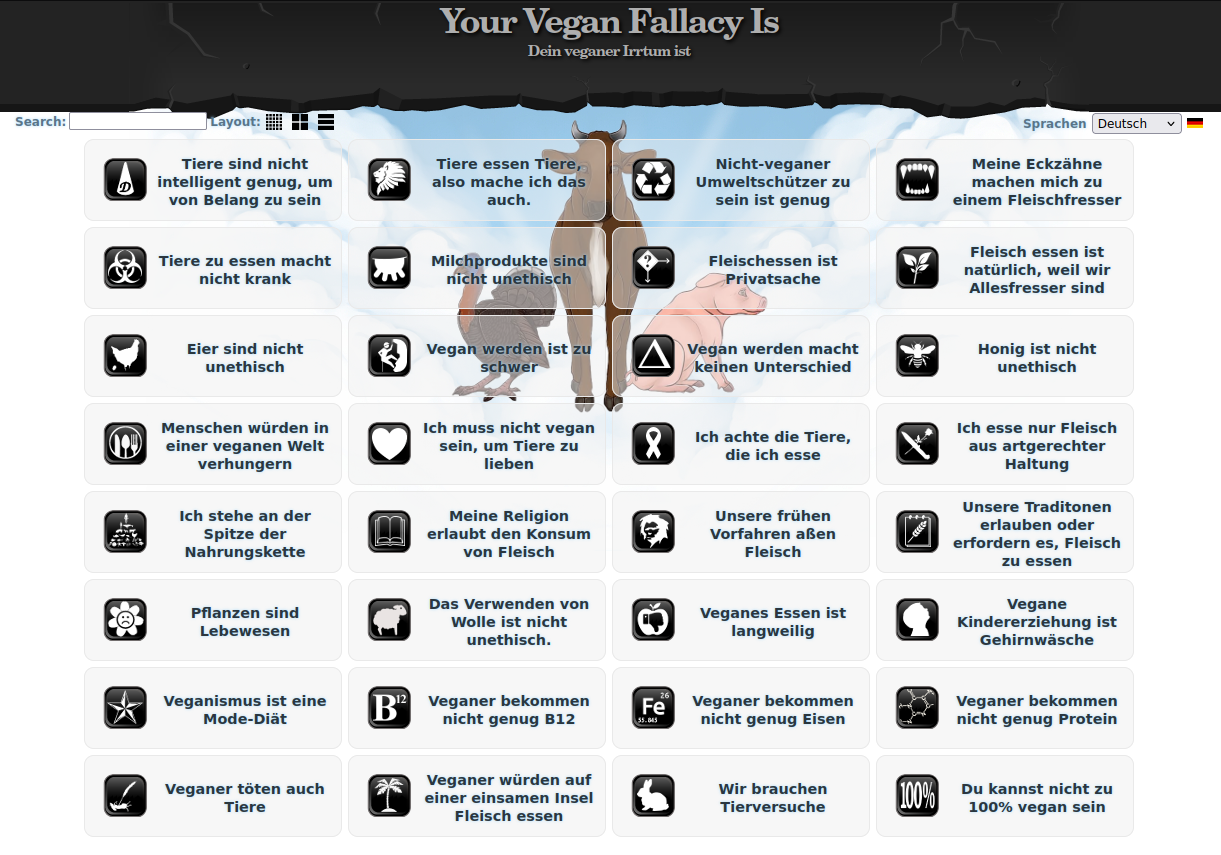 Your Vegan Fallacy Is
Dein veganer Irrtum ist
Search:
Layout:
Sprachen
Deutsch
D
Tiere sind nicht
intelligent genug, um
von Belang zu sein
Tiere essen Tiere,
also mache ich das
auch.
Nicht-veganer
Umweltschützer zu
sein ist genug
Meine Eckzähne
machen mich zu
einem Fleischfresser
Tiere zu essen macht
nicht krank
Milchprodukte sind
nicht unethisch
?
Fleischessen ist
Privatsache
Fleisch essen ist
natürlich, weil wir
Allesfresser sind
Eier sind nicht
unethisch
Vegan werden ist zu
schwer
Vegan werden macht
keinen Unterschied
Honig ist nicht
unethisch
Menschen würden in
einer veganen Welt
verhungern
Ich muss nicht vegan
sein, um Tiere zu
lieben
Ich achte die Tiere,
die ich esse
Ich esse nur Fleisch
aus artgerechter
Haltung
Ich stehe an der
Spitze der
Nahrungskette
Meine Religion
erlaubt den Konsum
von Fleisch
Unsere frühen
Vorfahren aßen
Fleisch
Unsere Traditonen
erlauben oder
erfordern es, Fleisch
zu essen
Pflanzen sind
Lebewesen
Das Verwenden von
Wolle ist nicht
unethisch.
Veganes Essen ist
langweilig
Vegane
Kindererziehung ist
Gehirnwäsche
Veganismus ist eine
Mode-Diät
B12
Veganer bekommen
nicht genug B12
26
Fe
55.845
Veganer bekommen
nicht genug Eisen
Veganer bekommen
nicht genug Protein
Veganer töten auch
Tiere
Veganer würden auf
einer einsamen Insel
Fleisch essen
Wir brauchen
Tierversuche
100%
Du kannst nicht zu
100% vegan sein